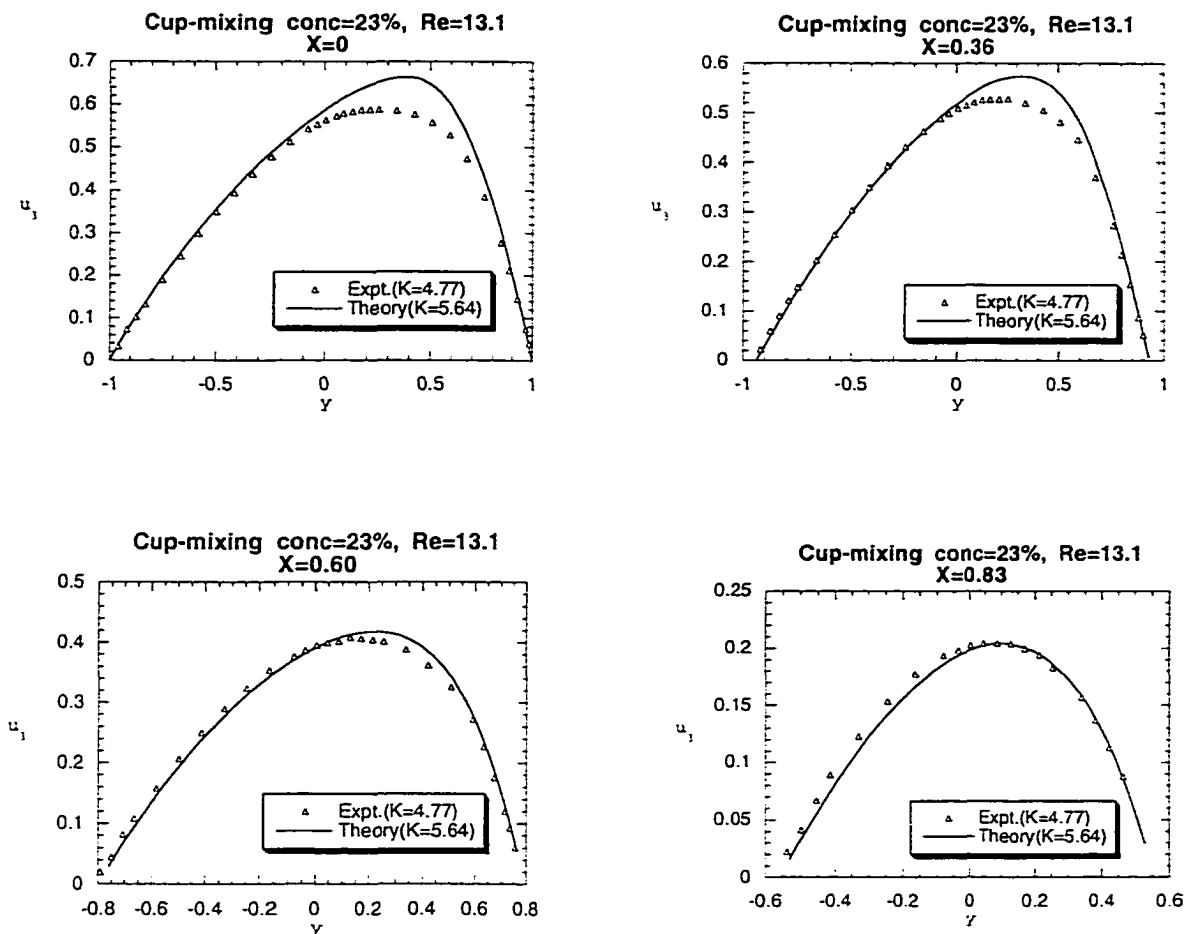 Cup-mixing conc=23%, Re=13.1
X=0
0.7
0.6
0.5
0.4
0.3
0.2
0.1
0
-1
-0.5
0
0.5
1
Y
Expt.(K=4.77)
Theory(K=5.64)
Cup-mixing conc=23%, Re=13.1
X=0.36
0.6
0.5
0.4
0.3
0.2
0.1
0
-1
-0.5
0
0.5
1
Y
Expt.(K=4.77)
Theory(K=5.64)
Cup-mixing conc=23%, Re=13.1
X=0.60
0.5
0.4
0.3
0.2
0.1
0
-0.8
-0.6
-0.4
-0.2
0
0.2
0.4
0.6
0.8
Y
Expt.(K=4.77)
Theory(K=5.64)
Cup-mixing conc=23%, Re=13.1
X=0.83
0.25
0.2
0.15
0.1
0.05
0
-0.6
-0.4
-0.2
0
0.2
0.4
0.6
Y
Expt.(K=4.77)
Theory(K=5.64)